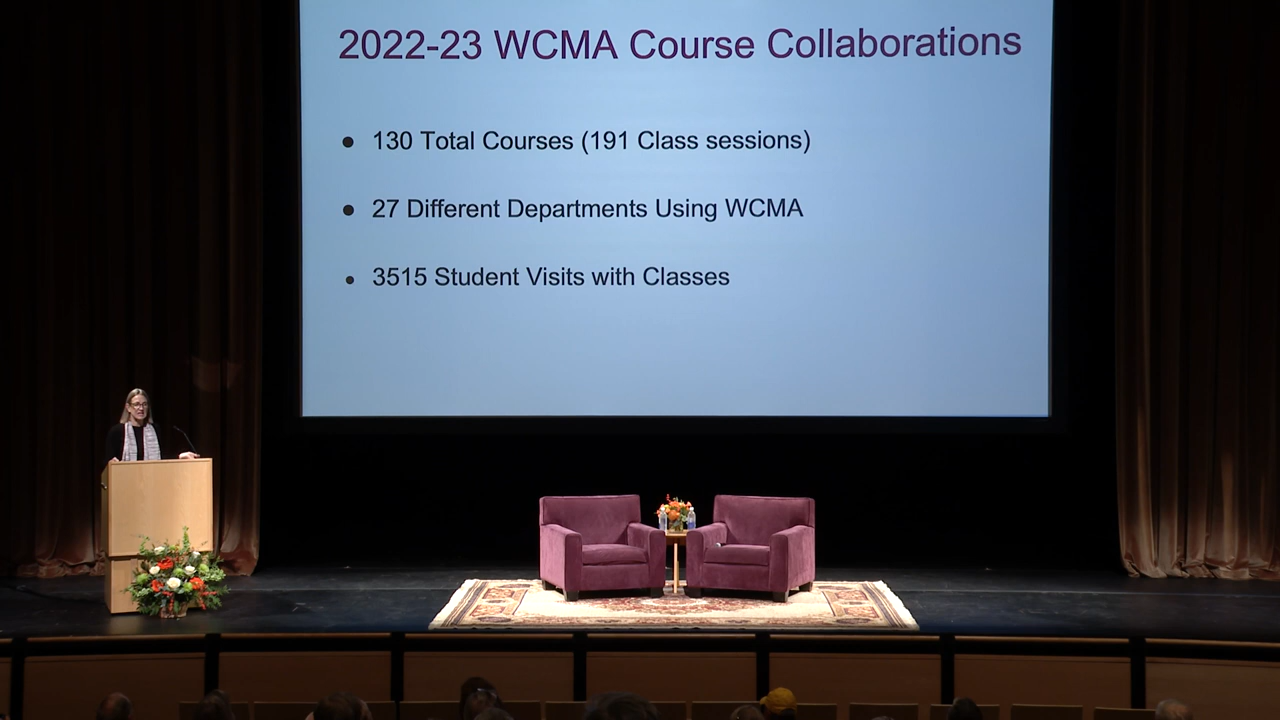 2022-23 WCMA Course Collaborations
● 130 Total Courses (191 Class sessions)
● 27 Different Departments Using WCMA
● 3515 Student Visits with Classes